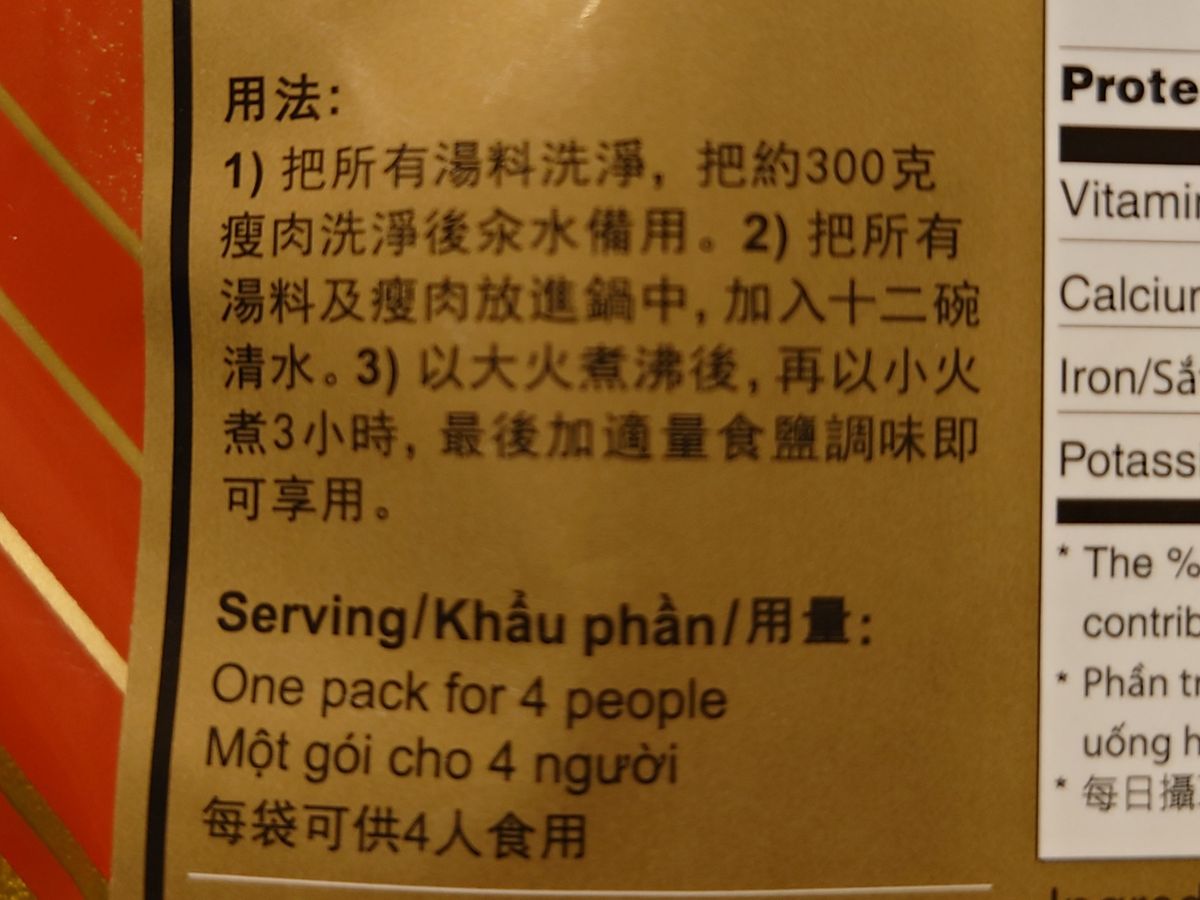 用法:
1) 把所有湯料洗淨, 把約300克
瘦肉洗淨後汆水備用。2) 把所有
湯料及瘦肉放進鍋中, 加入十二碗
清水。3) 以大火煮沸後, 再以小火
煮3小時, 最後加適量食鹽調味即
可享用。
Serving/Khẩu phần/用量:
One pack for 4 people
Một gói cho 4 người
每袋可供4人食用
Prote
Vitamin
Calciur
Iron/Sắ
Potass
* The %
contrib
* Phần tr
uống h
* 每日攝